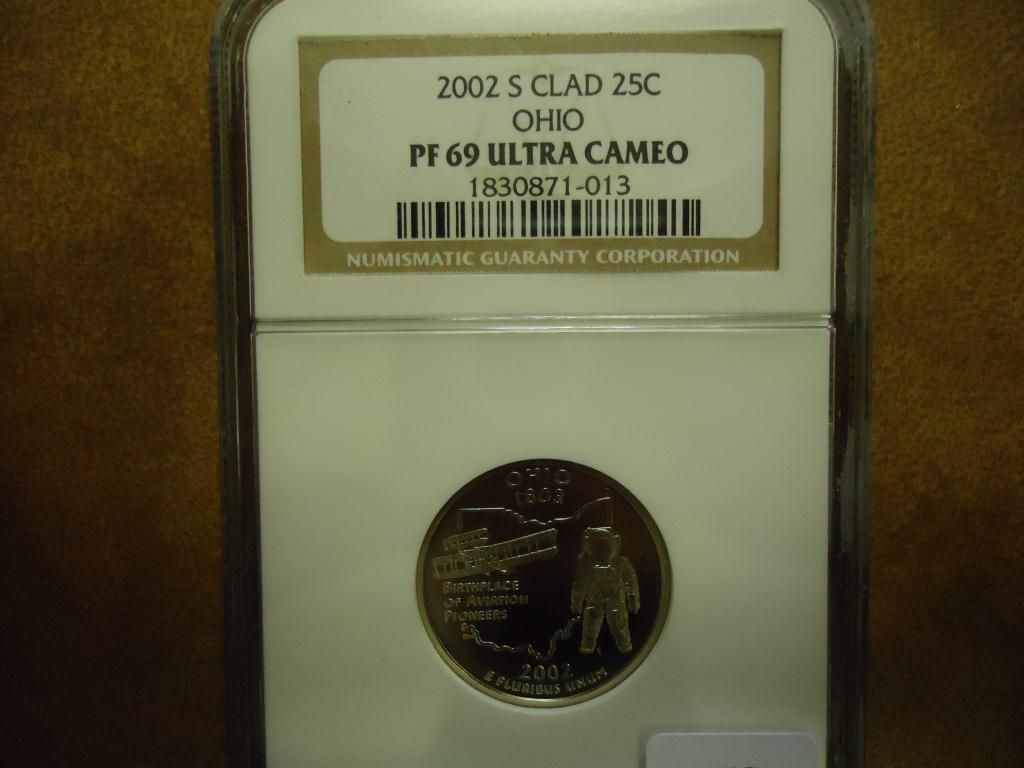 2002 S CLAD 25C
OHIO
PF 69 ULTRA CAMEO
1830871-013
NUMISMATIC GUARANTY CORPORATION
OHIO
1803
BIRTHPLACE
OF AVIATION
PIONEERS
2002
E PLURIBUS UNUM